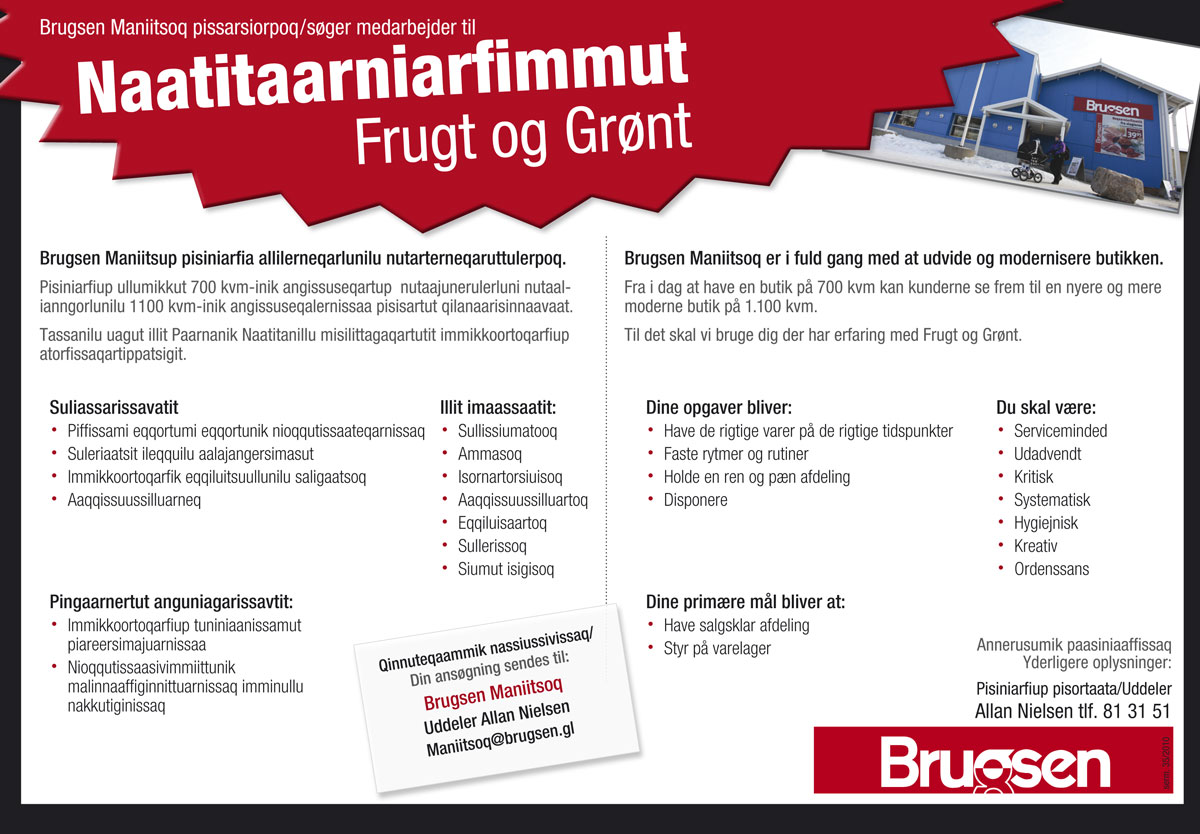 Brugsen Maniitsoq pissarsiorpoq/søger medarbejder til
Naatitaarniarfimmut
Frugt og Grønt
Brugsen
Brugsen Maniitsup pisiniarfia allilerneqarlunilu nutarterneqaruttulerpoq.
Pisiniarfiup ullumikkut 700 kvm-inik angissuseqartup nutaajunerulerluni nutaal-
ianngorlunilu 1100 kvm-inik angissuseqalernissaa pisisartut qilanaarisinnaavaat.
Tassanilu uagut illit Paarnanik Naatitanillu misilittagaqartutit immikkoortoqarfiup
atorfissaqartippatsigit.
Suliassarissavatit
• Piffissami eqqortumi eqqortunik nioqqutissaateqarnissaq
• Suleriaatsit ileqquilu aalajangersimasut
• Immikkoortoqarfik eqqiluitsuullunilu saligaatsoq
• Aaqqissuussilluarneq
Illit imaassaatit:
• Sullissiumatooq
• Ammasoq
• Isornartorsiuisoq
• Aaqqissuussilluartoq
• Eqqiluisaartoq
• Sullerissoq
• Siumut isigisoq
Pingaarnertut anguniagarissavtit:
• Immikkoortoqarfiup tuniniaanissamut
piareersimajuarnissaa
• Nioqqutissaasivimmiittunik
malinnaaffiginnittuarnissaq imminullu
nakkutiginissaq
Brugsen Maniitsoq er i fuld gang med at udvide og modernisere butikken.
Fra i dag at have en butik på 700 kvm kan kunderne se frem til en nyere og mere
moderne butik på 1.100 kvm.
Til det skal vi bruge dig der har erfaring med Frugt og Grønt.
Dine opgaver bliver:
• Have de rigtige varer på de rigtige tidspunkter
• Faste rytmer og rutiner
• Holde en ren og pæn afdeling
• Disponere
Du skal være:
• Serviceminded
• Udadvendt
• Kritisk
• Systematisk
• Hygiejnisk
• Kreativ
• Ordenssans
Dine primære mål bliver at:
• Have salgsklar afdeling
• Styr på varelager
Qinnuteqaammik nassiussivissaq/
Din ansøgning sendes til:
Brugsen Maniitsoq
Uddeler Allan Nielsen
Maniitsoq@brugsen.gl
Annerusumik paasiniaaffissaq
Yderligere oplysninger:
Pisiniarfiup pisortaata/Uddeler
Allan Nielsen tlf. 81 31 51
Brugsen